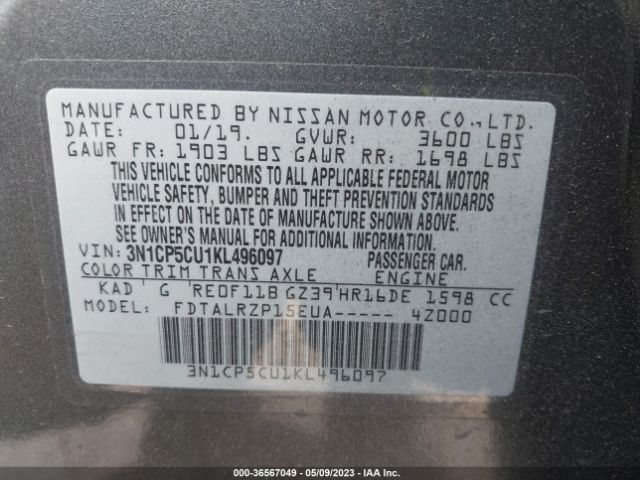 MANUFACTURED BY NISSAN MOTOR CO.,LTD.
DATE: 01/19. GVWR: 3600 LBS
GAWR FR: 1903 LBS GAWR RR: 1698 LBS
THIS VEHICLE CONFORMS TO ALL APPLICABLE FEDERAL MOTOR
VEHICLE SAFETY, BUMPER AND THEFT PREVENTION STANDARDS
IN EFFECT ON THE DATE OF MANUFACTURE SHOWN ABOVE.
SEE OWNER'S MANUAL FOR ADDITIONAL INFORMATION.
VIN: 3N1CP5CU1KL496097 PASSENGER CAR.
COLOR TRIM TRANS AXLE ENGINE
KAD G RE0F11B GZ39 HR16DE 1598 CC
MODEL: FDTALRZP15EUA----- 4Z000
3N1CP5CU1KL496097
000-36567049 | 05/09/2023 | IAA Inc.